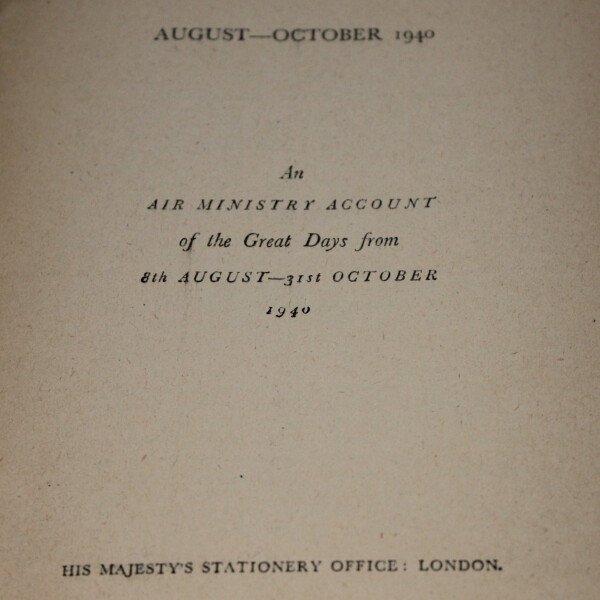 AUGUST—OCTOBER 1940
An
AIR MINISTRY ACCOUNT
of the Great Days from
8th AUGUST—31st OCTOBER
1940
HIS MAJESTY'S STATIONERY OFFICE: LONDON.